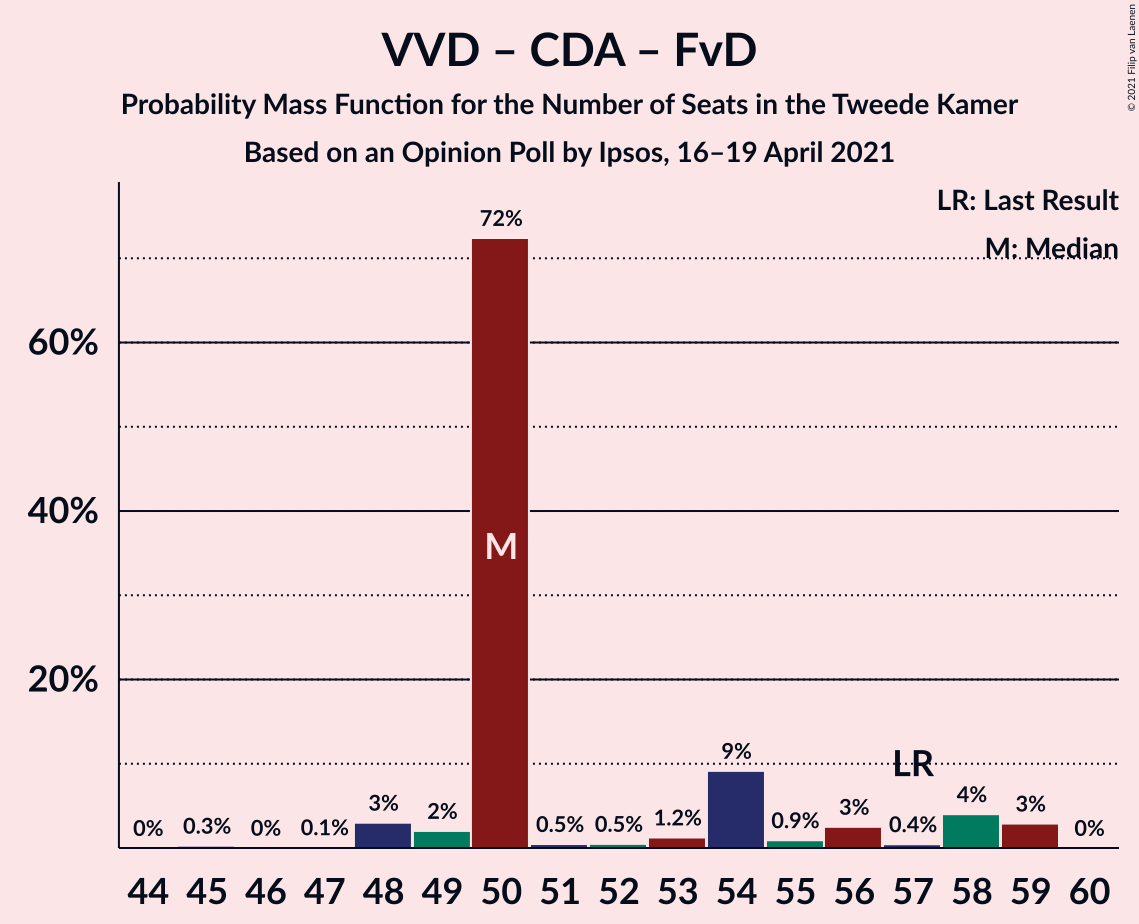 VVD – CDA – FvD
Probability Mass Function for the Number of Seats in the Tweede Kamer
Based on an Opinion Poll by Ipsos, 16–19 April 2021
© 2021 Filip van Laenen
LR: Last Result
M: Median
60%
40%
20%
0% 0.3% 0% 0.1% 3% 2% 72% 0.5% 0.5% 1.2% 9% 0.9% 3% 0.4% 4% 3% 0%
M
LR
44 45 46 47 48 49 50 51 52 53 54 55 56 57 58 59 60